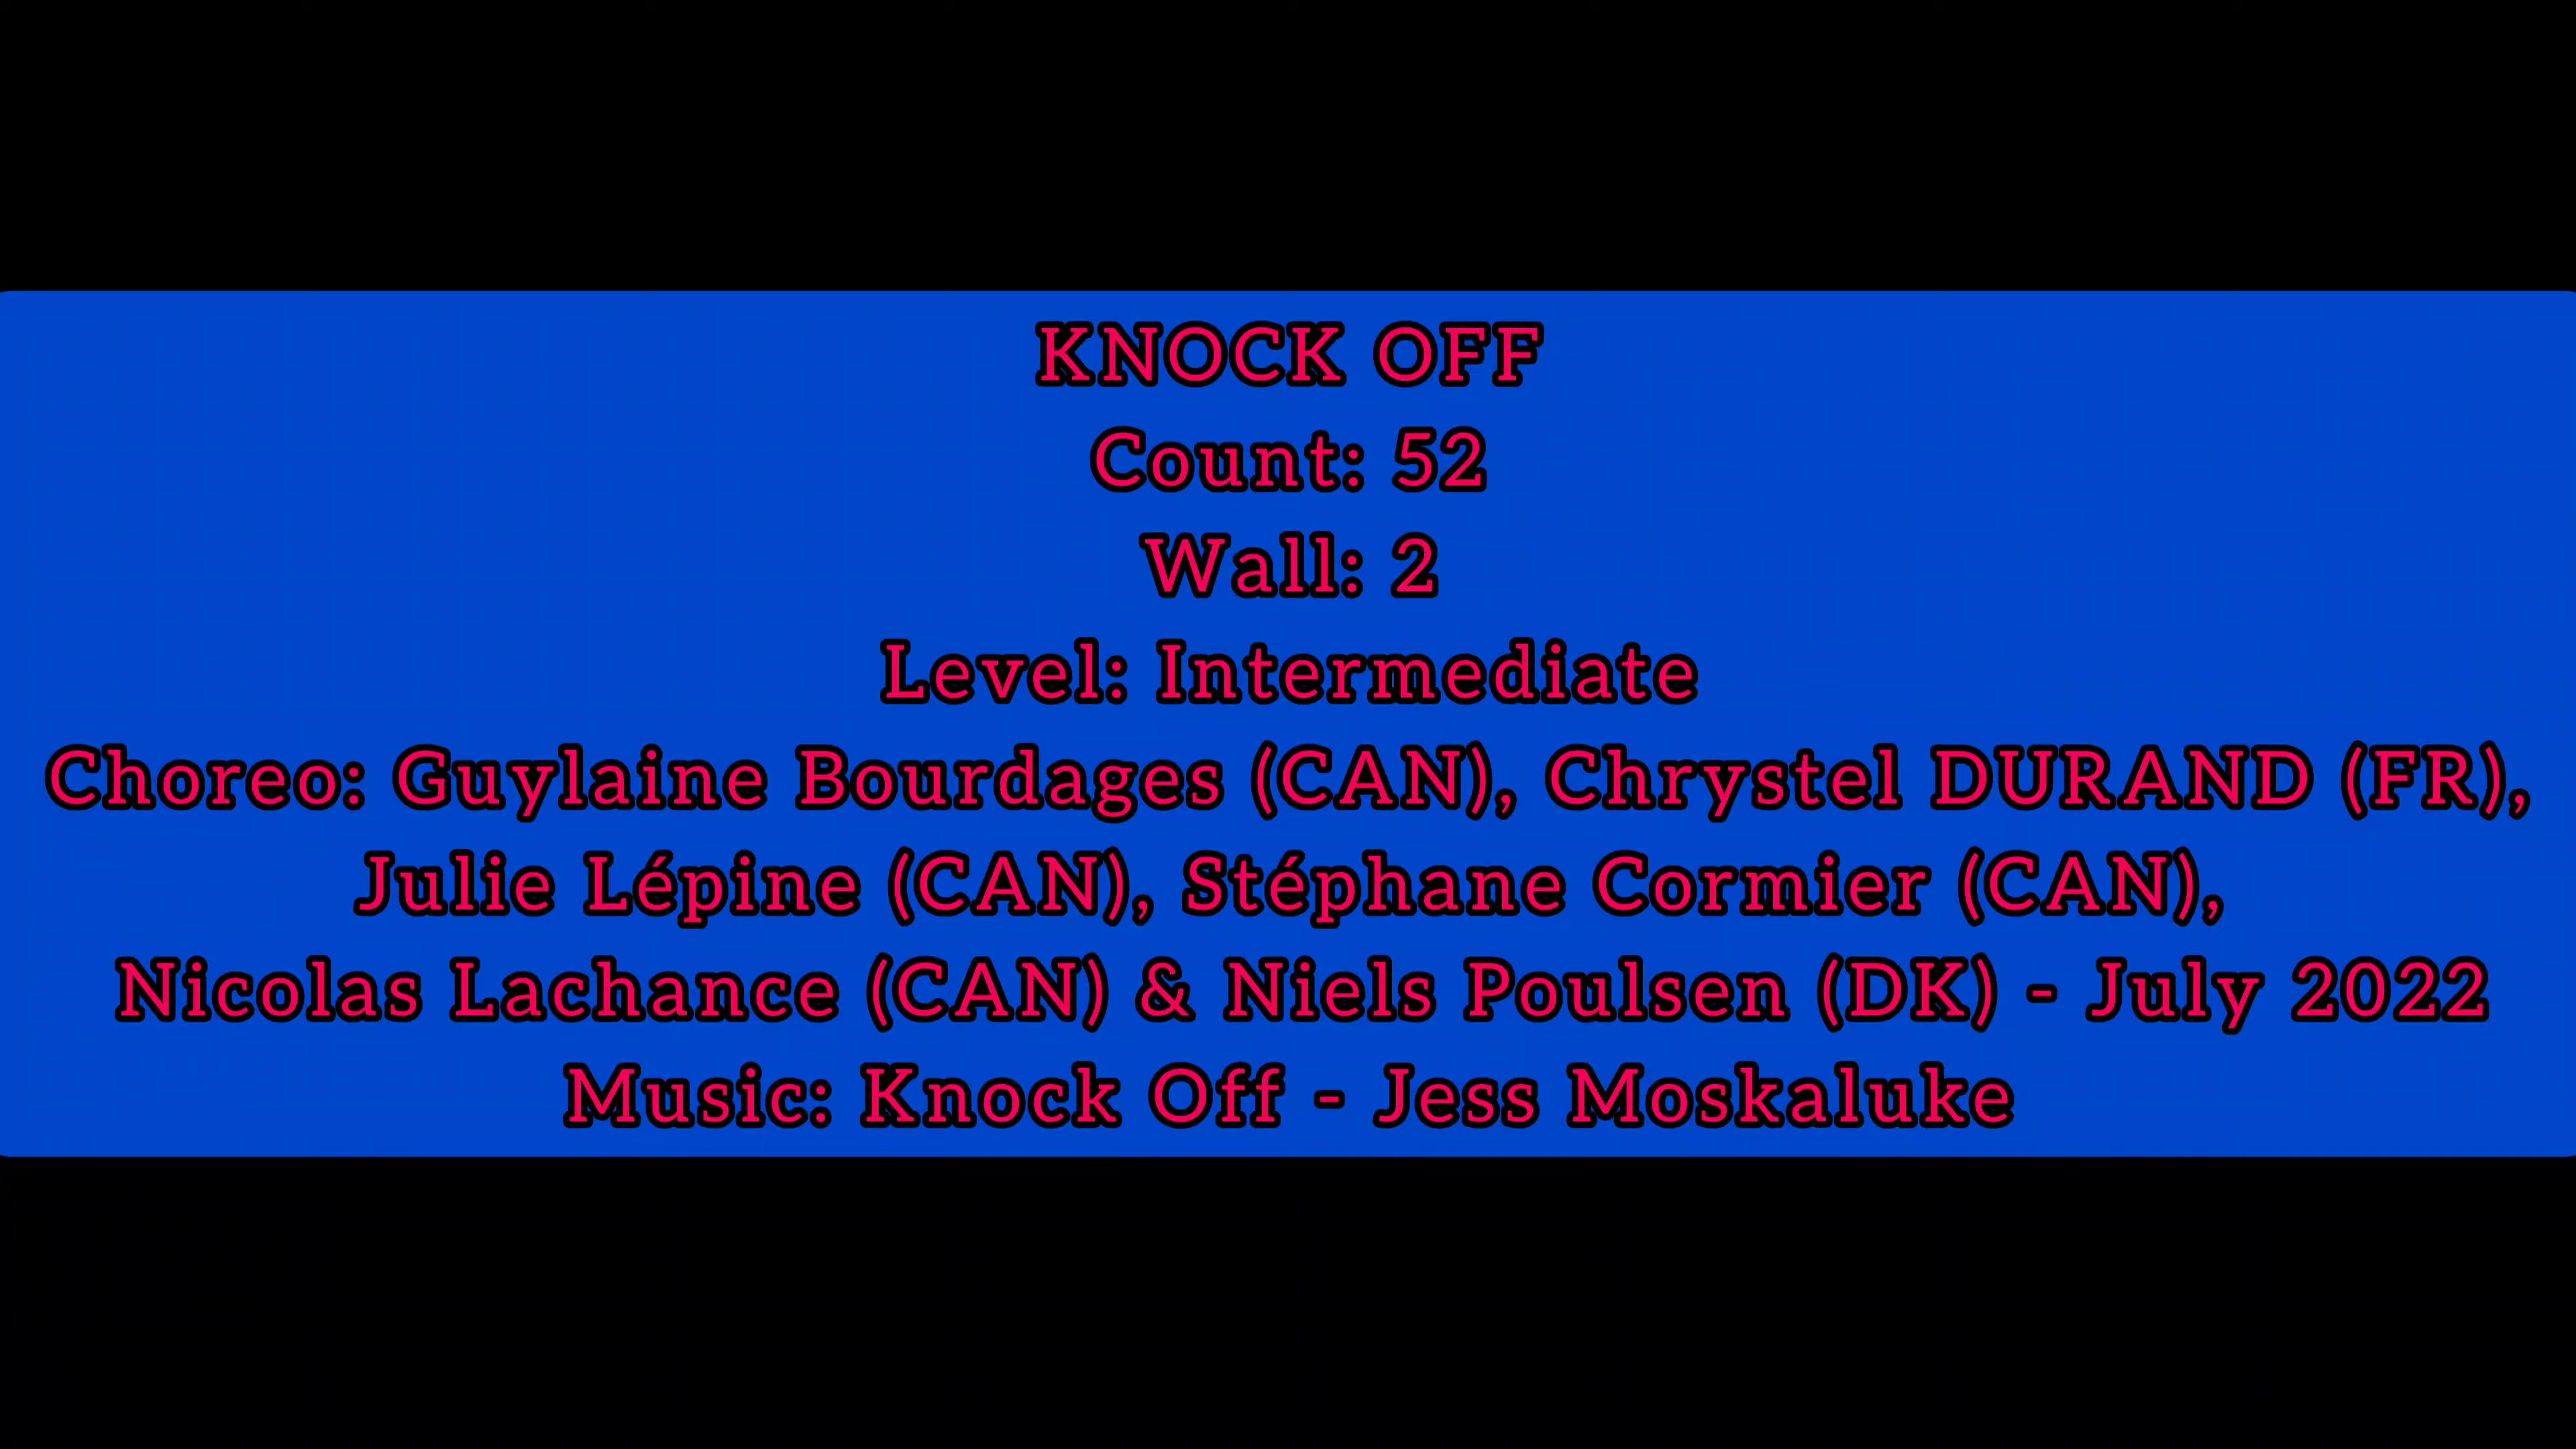 KNOCK OFF
Count: 52
Wall: 2
Level: Intermediate
Choreo: Guylaine Bourdages (CAN), Chrystel DURAND (FR),
Julie Lépine (CAN), Stéphane Cormier (CAN),
Nicolas Lachance (CAN) & Niels Poulsen (DK) - July 2022
Music: Knock Off - Jess Moskaluke